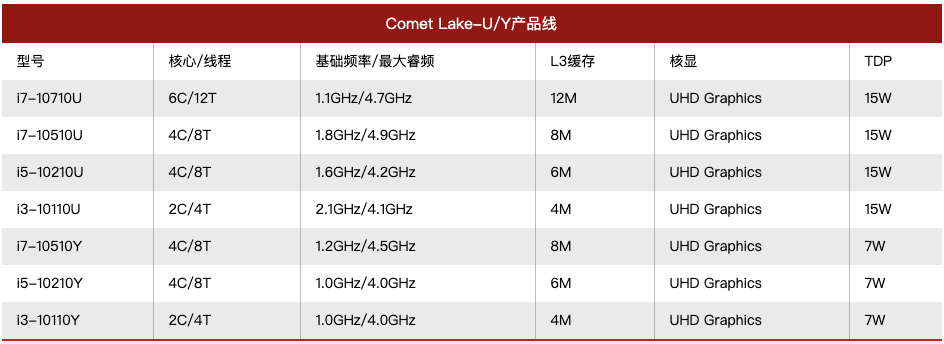 Comet Lake-U/Y产品线
型号 核心/线程 基础频率/最大睿频 L3缓存 核显 TDP
i7-10710U 6C/12T 1.1GHz/4.7GHz 12M UHD Graphics 15W
i7-10510U 4C/8T 1.8GHz/4.9GHz 8M UHD Graphics 15W
i5-10210U 4C/8T 1.6GHz/4.2GHz 6M UHD Graphics 15W
i3-10110U 2C/4T 2.1GHz/4.1GHz 4M UHD Graphics 15W
i7-10510Y 4C/8T 1.2GHz/4.5GHz 8M UHD Graphics 7W
i5-10210Y 4C/8T 1.0GHz/4.0GHz 6M UHD Graphics 7W
i3-10110Y 2C/4T 1.0GHz/4.0GHz 4M UHD Graphics 7W